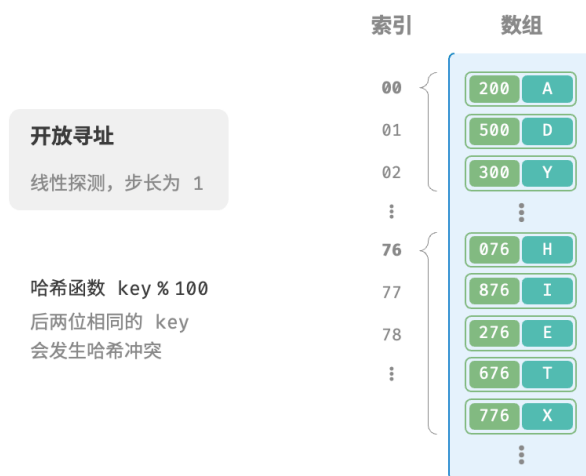 索引 数组
00 200 A
开放寻址
01 500 D
线性探测，步长为 1
02 300 Y
⋮ ⋮
76 076 H
哈希函数 key % 100
77 876 I
后两位相同的 key
78 276 E
会发生哈希冲突
⋮ 676 T
776 X
⋮